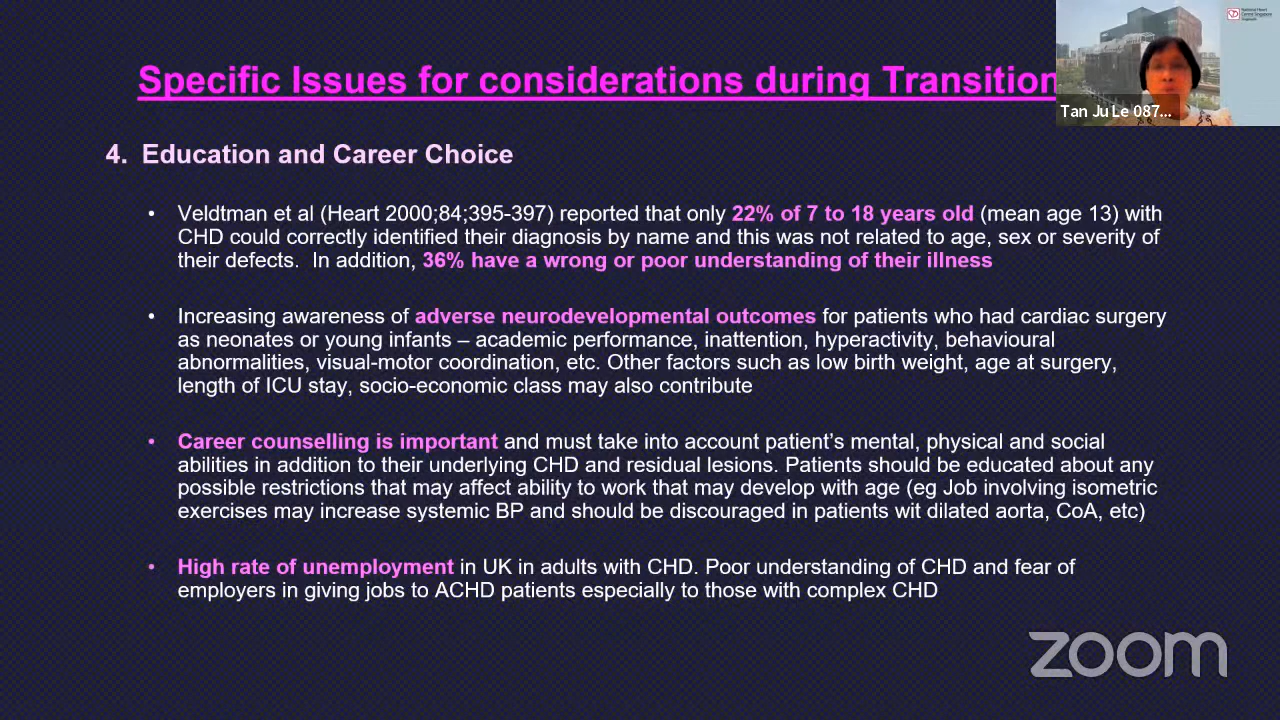 Specific Issues for considerations during Transition
National Heart
Centre Singapore
SingHealth
Tan Ju Le 087...
4. Education and Career Choice
• Veldtman et al (Heart 2000;84;395-397) reported that only 22% of 7 to 18 years old (mean age 13) with
CHD could correctly identified their diagnosis by name and this was not related to age, sex or severity of
their defects. In addition, 36% have a wrong or poor understanding of their illness
• Increasing awareness of adverse neurodevelopmental outcomes for patients who had cardiac surgery
as neonates or young infants – academic performance, inattention, hyperactivity, behavioural
abnormalities, visual-motor coordination, etc. Other factors such as low birth weight, age at surgery,
length of ICU stay, socio-economic class may also contribute
• Career counselling is important and must take into account patient's mental, physical and social
abilities in addition to their underlying CHD and residual lesions. Patients should be educated about any
possible restrictions that may affect ability to work that may develop with age (eg Job involving isometric
exercises may increase systemic BP and should be discouraged in patients wit dilated aorta, CoA, etc)
• High rate of unemployment in UK in adults with CHD. Poor understanding of CHD and fear of
employers in giving jobs to ACHD patients especially to those with complex CHD
zoom